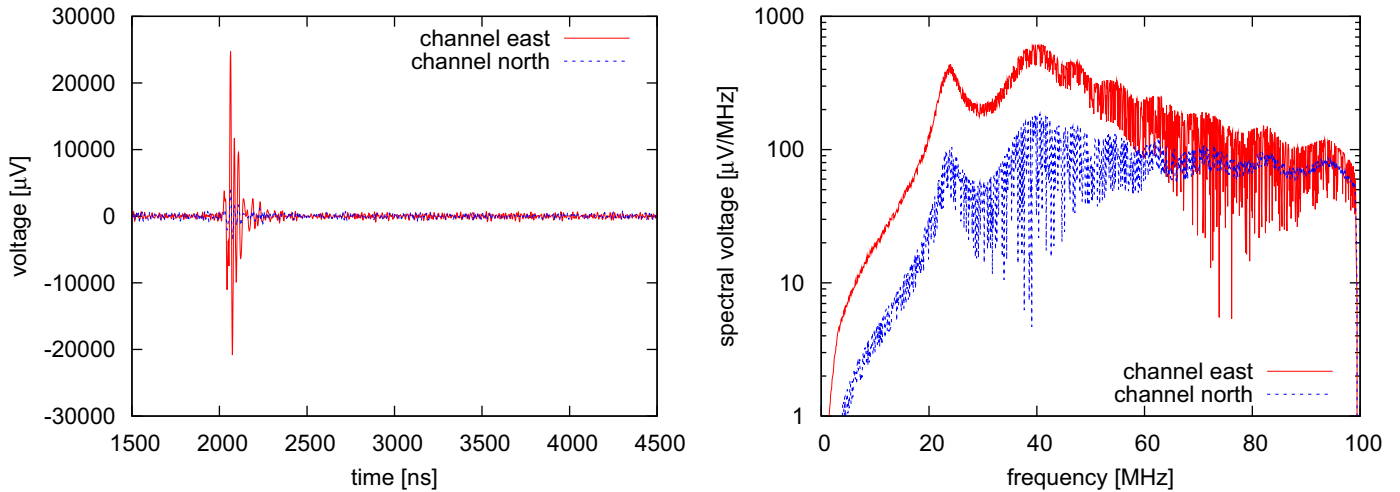 30000
20000
10000
0
-10000
-20000
-30000
1500 2000 2500 3000 3500 4000 4500
voltage [µV]
time [ns]
channel east
channel north
1000
100
10
1
0 20 40 60 80 100
spectral voltage [µV/MHz]
frequency [MHz]
channel east
channel north